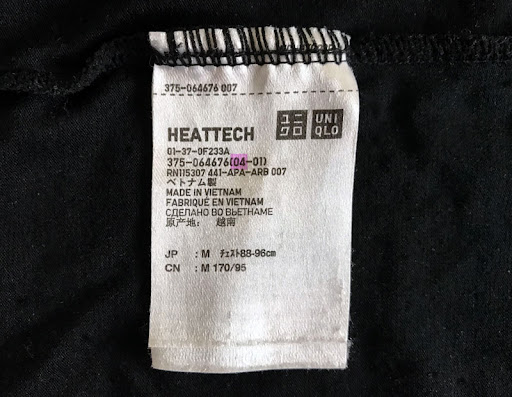 375-064676 007
ユニクロ UNIQLO
HEATTECH
01-37-0F233A
375-064676(04-01)
RN115307 441-APA-ARB 007
ベトナム製
MADE IN VIETNAM
FABRIQUÉ EN VIETNAM
СДЕЛАНО ВО ВЬЕТНАМЕ
原产地: 越南
JP : M チェスト88-96cm
CN : M 170/95